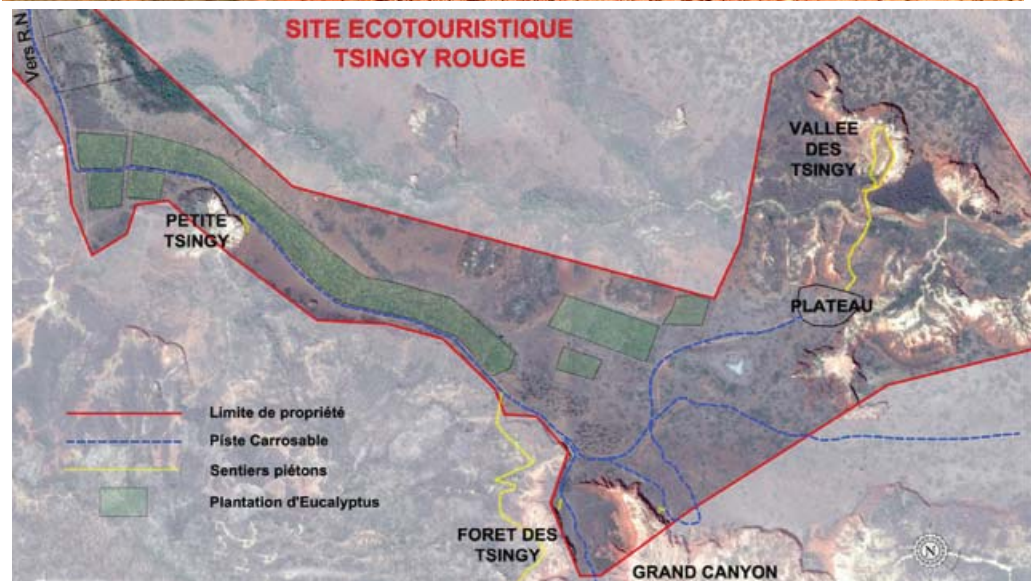 SITE ECOTOURISTIQUE
TSINGY ROUGE
Vers R.N
VALLEE
DES
TSINGY
PETITE
TSINGY
PLATEAU
Limite de propriété
Piste Carrosable
Sentiers piétons
Plantation d'Eucalyptus
FORET DES
TSINGY
GRAND CANYON
N